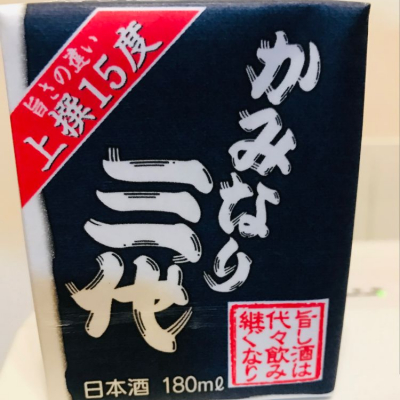 旨さの違い
上撰15度
かみなり
三代
旨し酒は
代々飲み
継くなり
日本酒 180mℓ